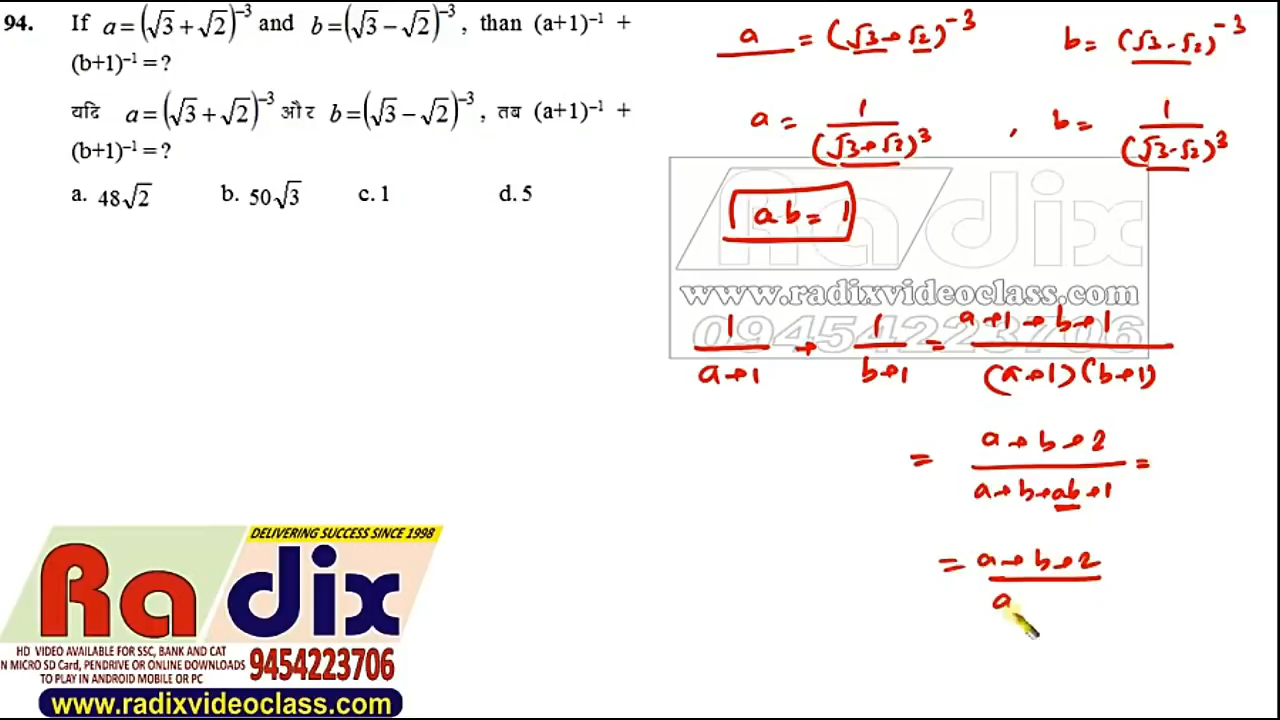 94. If a = (√3 + √2)⁻³ and b = (√3 − √2)⁻³, than (a+1)⁻¹ +
(b+1)⁻¹ = ?
यदि a = (√3 + √2)⁻³ और b = (√3 − √2)⁻³, तब (a+1)⁻¹ +
(b+1)⁻¹ = ?
a. 48√2 b. 50√3 c. 1 d. 5
a = (√3+√2)⁻³ b = (√3-√2)⁻³
a = 1/(√3+√2)³ , b = 1/(√3-√2)³
ab = 1
Radix
www.radixvideoclass.com
09454223706
1/(a+1) + 1/(b+1) = (a+1+b+1)/((a+1)(b+1))
= (a+b+2)/(a+b+ab+1) =
= (a+b+2)/a
DELIVERING SUCCESS SINCE 1998
Radix
HD VIDEO AVAILABLE FOR SSC, BANK AND CAT
N MICRO SD Card, PENDRIVE OR ONLINE DOWNLOADS
TO PLAY IN ANDROID MOBILE OR PC
9454223706
www.radixvideoclass.com